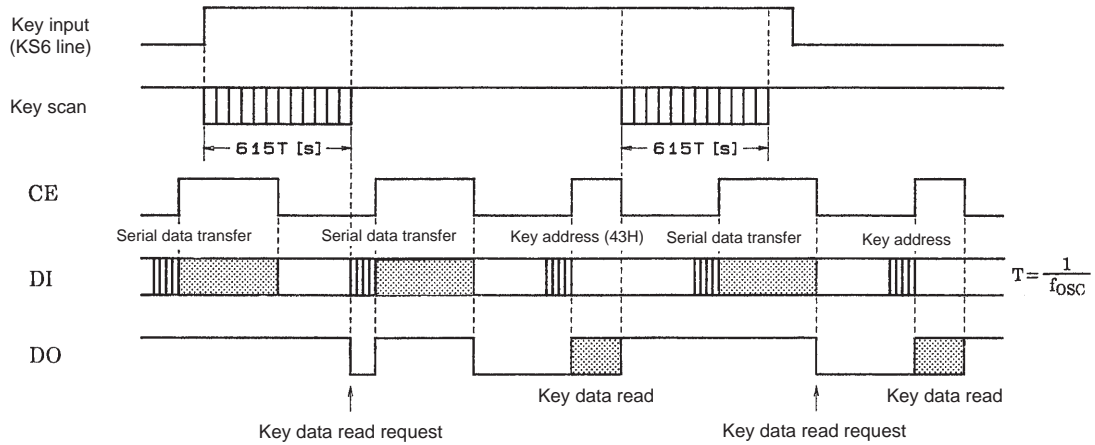 Key input
(KS6 line)
Key scan
615T [s]
615T [s]
CE
Serial data transfer
Serial data transfer
Key address (43H)
Serial data transfer
Key address
DI
T=1/fOSC
DO
Key data read
Key data read
Key data read request
Key data read request